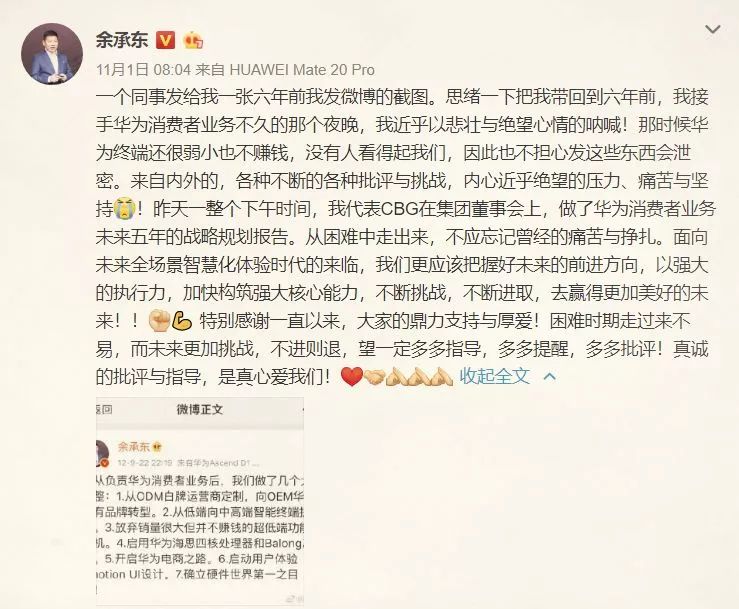 余承东
11月1日 08:04 来自 HUAWEI Mate 20 Pro
一个同事发给我一张六年前我发微博的截图。思绪一下把我带回到六年前，我接
手华为消费者业务不久的那个夜晚，我近乎以悲壮与绝望心情的呐喊！那时候华
为终端还很弱小也不赚钱，没有人看得起我们，因此也不担心发这些东西会泄
密。来自内外的，各种不断的各种批评与挑战，内心近乎绝望的压力、痛苦与坚
持😭！昨天一整个下午时间，我代表CBG在集团董事会上，做了华为消费者业务
未来五年的战略规划报告。从困难中走出来，不应忘记曾经的痛苦与挣扎。面向
未来全场景智慧化体验时代的来临，我们更应该把握好未来的前进方向，以强大
的执行力，加快构筑强大核心能力，不断挑战，不断进取，去赢得更加美好的未
来！！✊💪 特别感谢一直以来，大家的鼎力支持与厚爱！困难时期走过来不
易，而未来更加挑战，不进则退，望一定多多指导，多多提醒，多多批评！真诚
的批评与指导，是真心爱我们！❤️🤝🙏🙏🙏 收起全文
返回 微博正文
余承东
12-9-22 22:19 来自华为Ascend D1...
从负责华为消费者业务后，我们做了几个大
整：1.从ODM白牌运营商定制，向OEM华
有品牌转型。2.从低端向中高端智能终端提
。3.放弃销量很大但并不赚钱的超低端功能
机。4.启用华为海思四核处理器和Balong
。5.开启华为电商之路。6.启动用户体验
motion UI设计。7.确立硬件世界第一之目
！